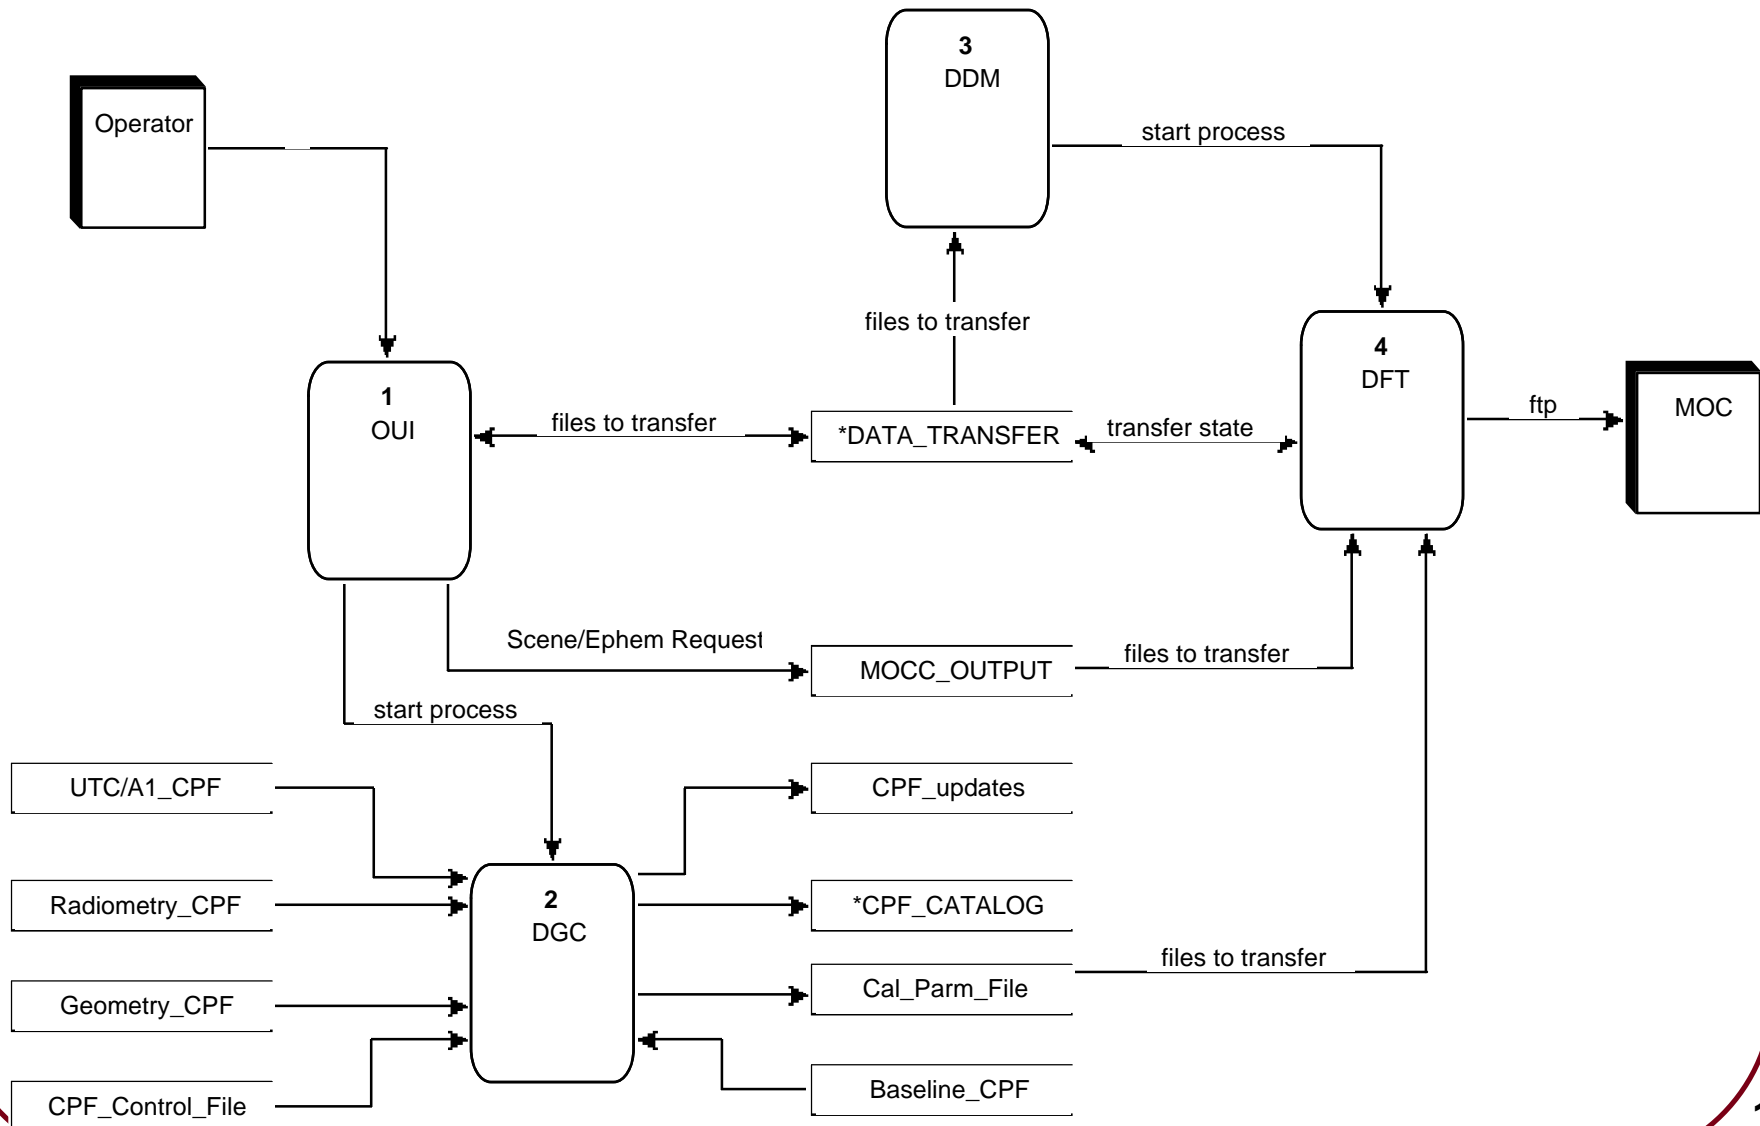 3
DDM
Operator
start process
files to transfer
4
DFT
1
OUI
files to transfer
*DATA_TRANSFER
transfer state
ftp
MOC
Scene/Ephem Request
MOCC_OUTPUT
files to transfer
start process
UTC/A1_CPF
CPF_updates
Radiometry_CPF
2
DGC
*CPF_CATALOG
files to transfer
Geometry_CPF
Cal_Parm_File
CPF_Control_File
Baseline_CPF